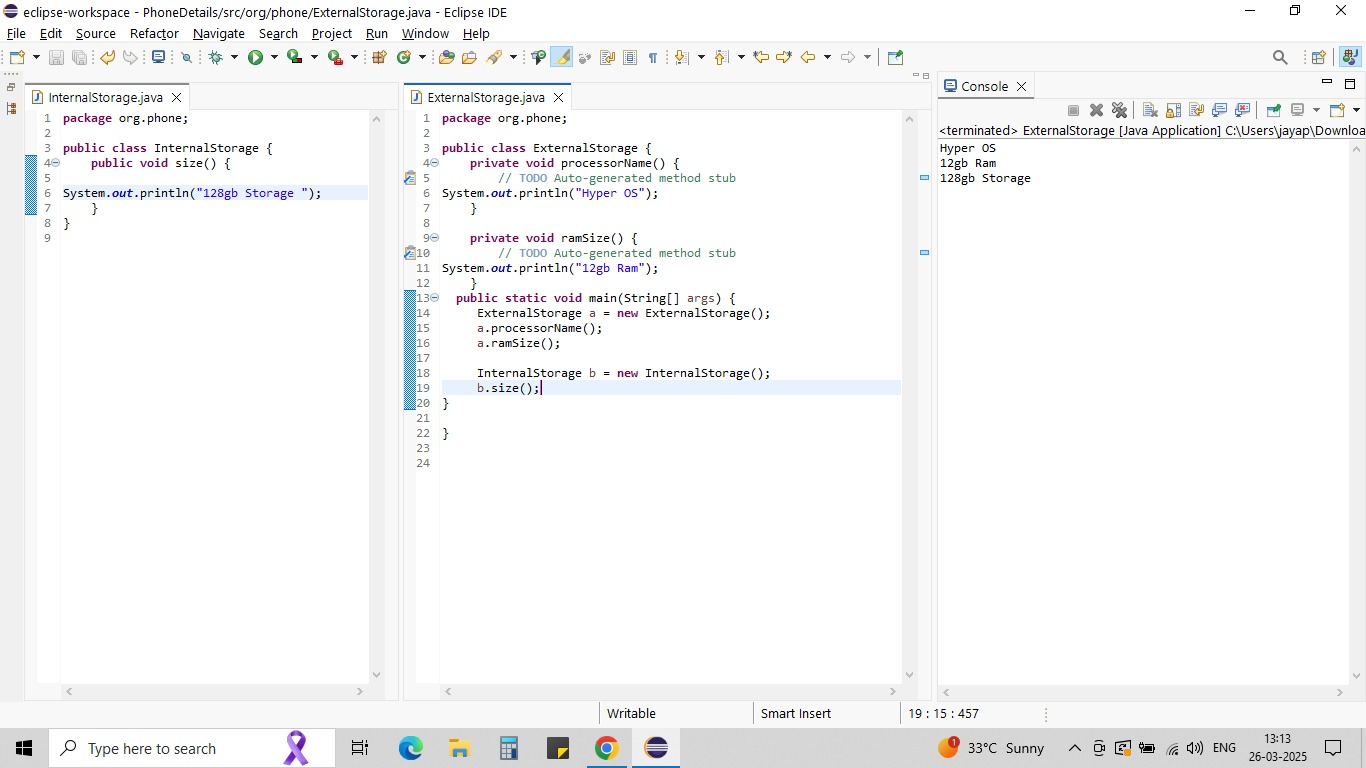 eclipse-workspace - PhoneDetails/src/org/phone/ExternalStorage.java - Eclipse IDE
File Edit Source Refactor Navigate Search Project Run Window Help
InternalStorage.java
1 package org.phone;
2
3 public class InternalStorage {
4 public void size() {
5
6 System.out.println("128gb Storage ");
7 }
8 }
9
ExternalStorage.java
1 package org.phone;
2
3 public class ExternalStorage {
4 private void processorName() {
5 // TODO Auto-generated method stub
6 System.out.println("Hyper OS");
7 }
8
9 private void ramSize() {
10 // TODO Auto-generated method stub
11 System.out.println("12gb Ram");
12 }
13 public static void main(String[] args) {
14 ExternalStorage a = new ExternalStorage();
15 a.processorName();
16 a.ramSize();
17
18 InternalStorage b = new InternalStorage();
19 b.size();
20 }
21
22 }
23
24
Console
<terminated> ExternalStorage [Java Application] C:\Users\jayap\Downloa
Hyper OS
12gb Ram
128gb Storage
Writable Smart Insert 19 : 15 : 457
Type here to search
1
33°C Sunny
ENG
13:13
26-03-2025